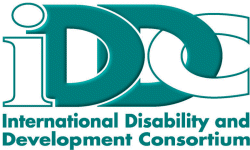 iDDC
International Disability and
Development Consortium